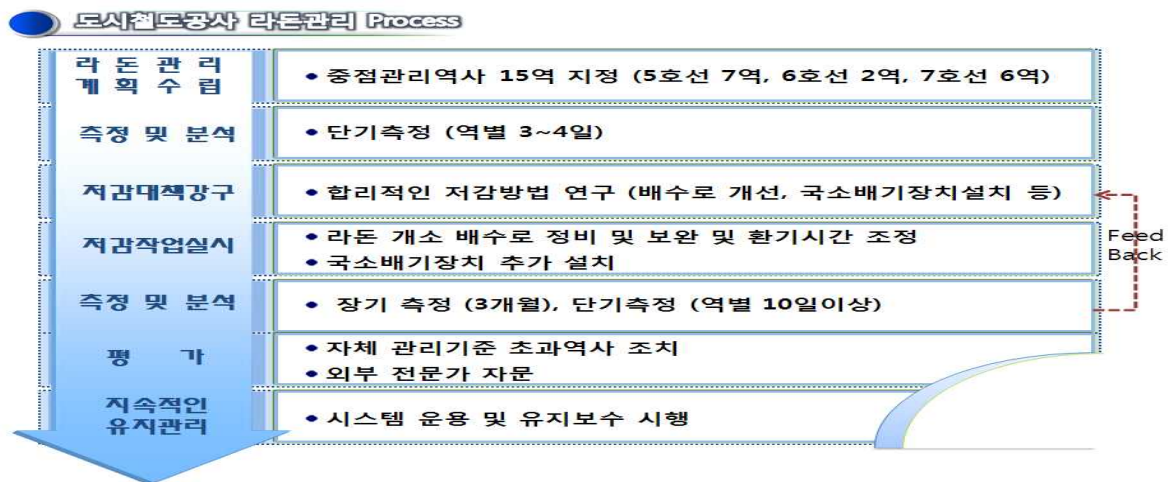 도시철도공사 라돈관리 Process
라 돈 관 리
계 획 수 립
• 중점관리역사 15역 지정 (5호선 7역, 6호선 2역, 7호선 6역)
측정 및 분석
• 단기측정 (역별 3~4일)
저감대책강구
• 합리적인 저감방법 연구 (배수로 개선, 국소배기장치설치 등)
저감작업실시
• 라돈 개소 배수로 정비 및 보완 및 환기시간 조정
• 국소배기장치 추가 설치
Feed
Back
측정 및 분석
• 장기 측정 (3개월), 단기측정 (역별 10일이상)
평 가
• 자체 관리기준 초과역사 조치
• 외부 전문가 자문
지속적인
유지관리
• 시스템 운용 및 유지보수 시행